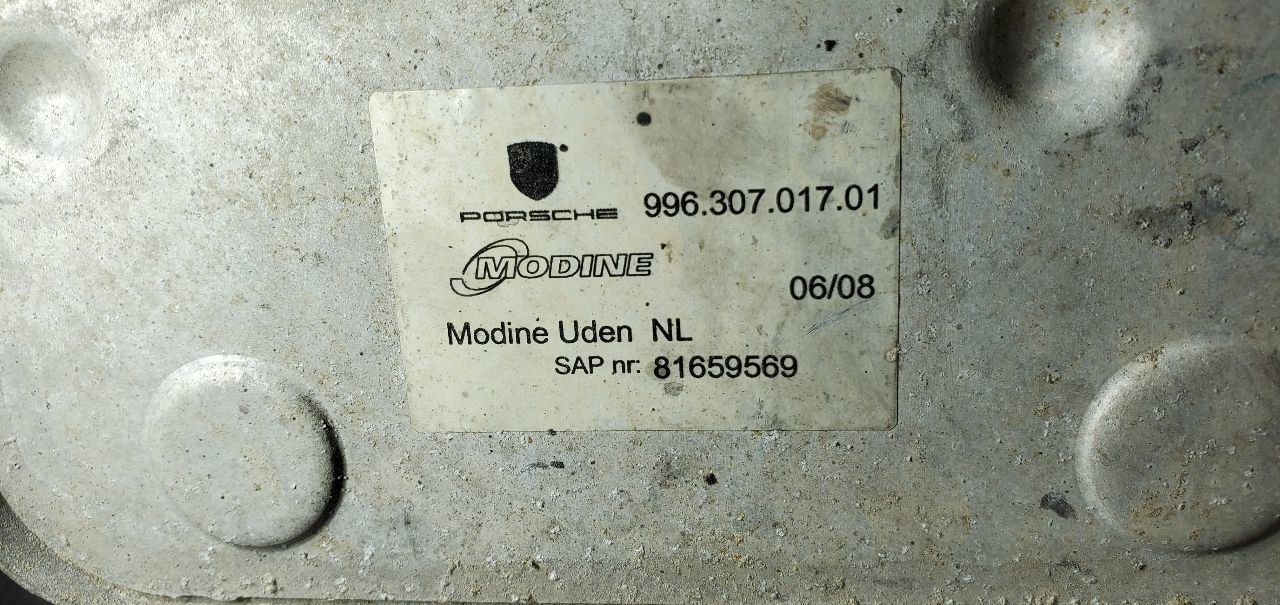 PORSCHE 996.307.017.01
MODINE
06/08
Modine Uden NL
SAP nr: 81659569